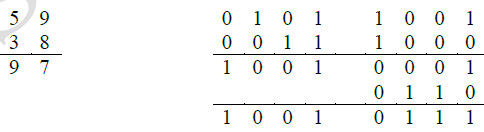 5 9 0 1 0 1 1 0 0 1
3 8 0 0 1 1 1 0 0 0
9 7 1 0 0 1 0 0 0 1
0 1 1 0
1 0 0 1 0 1 1 1